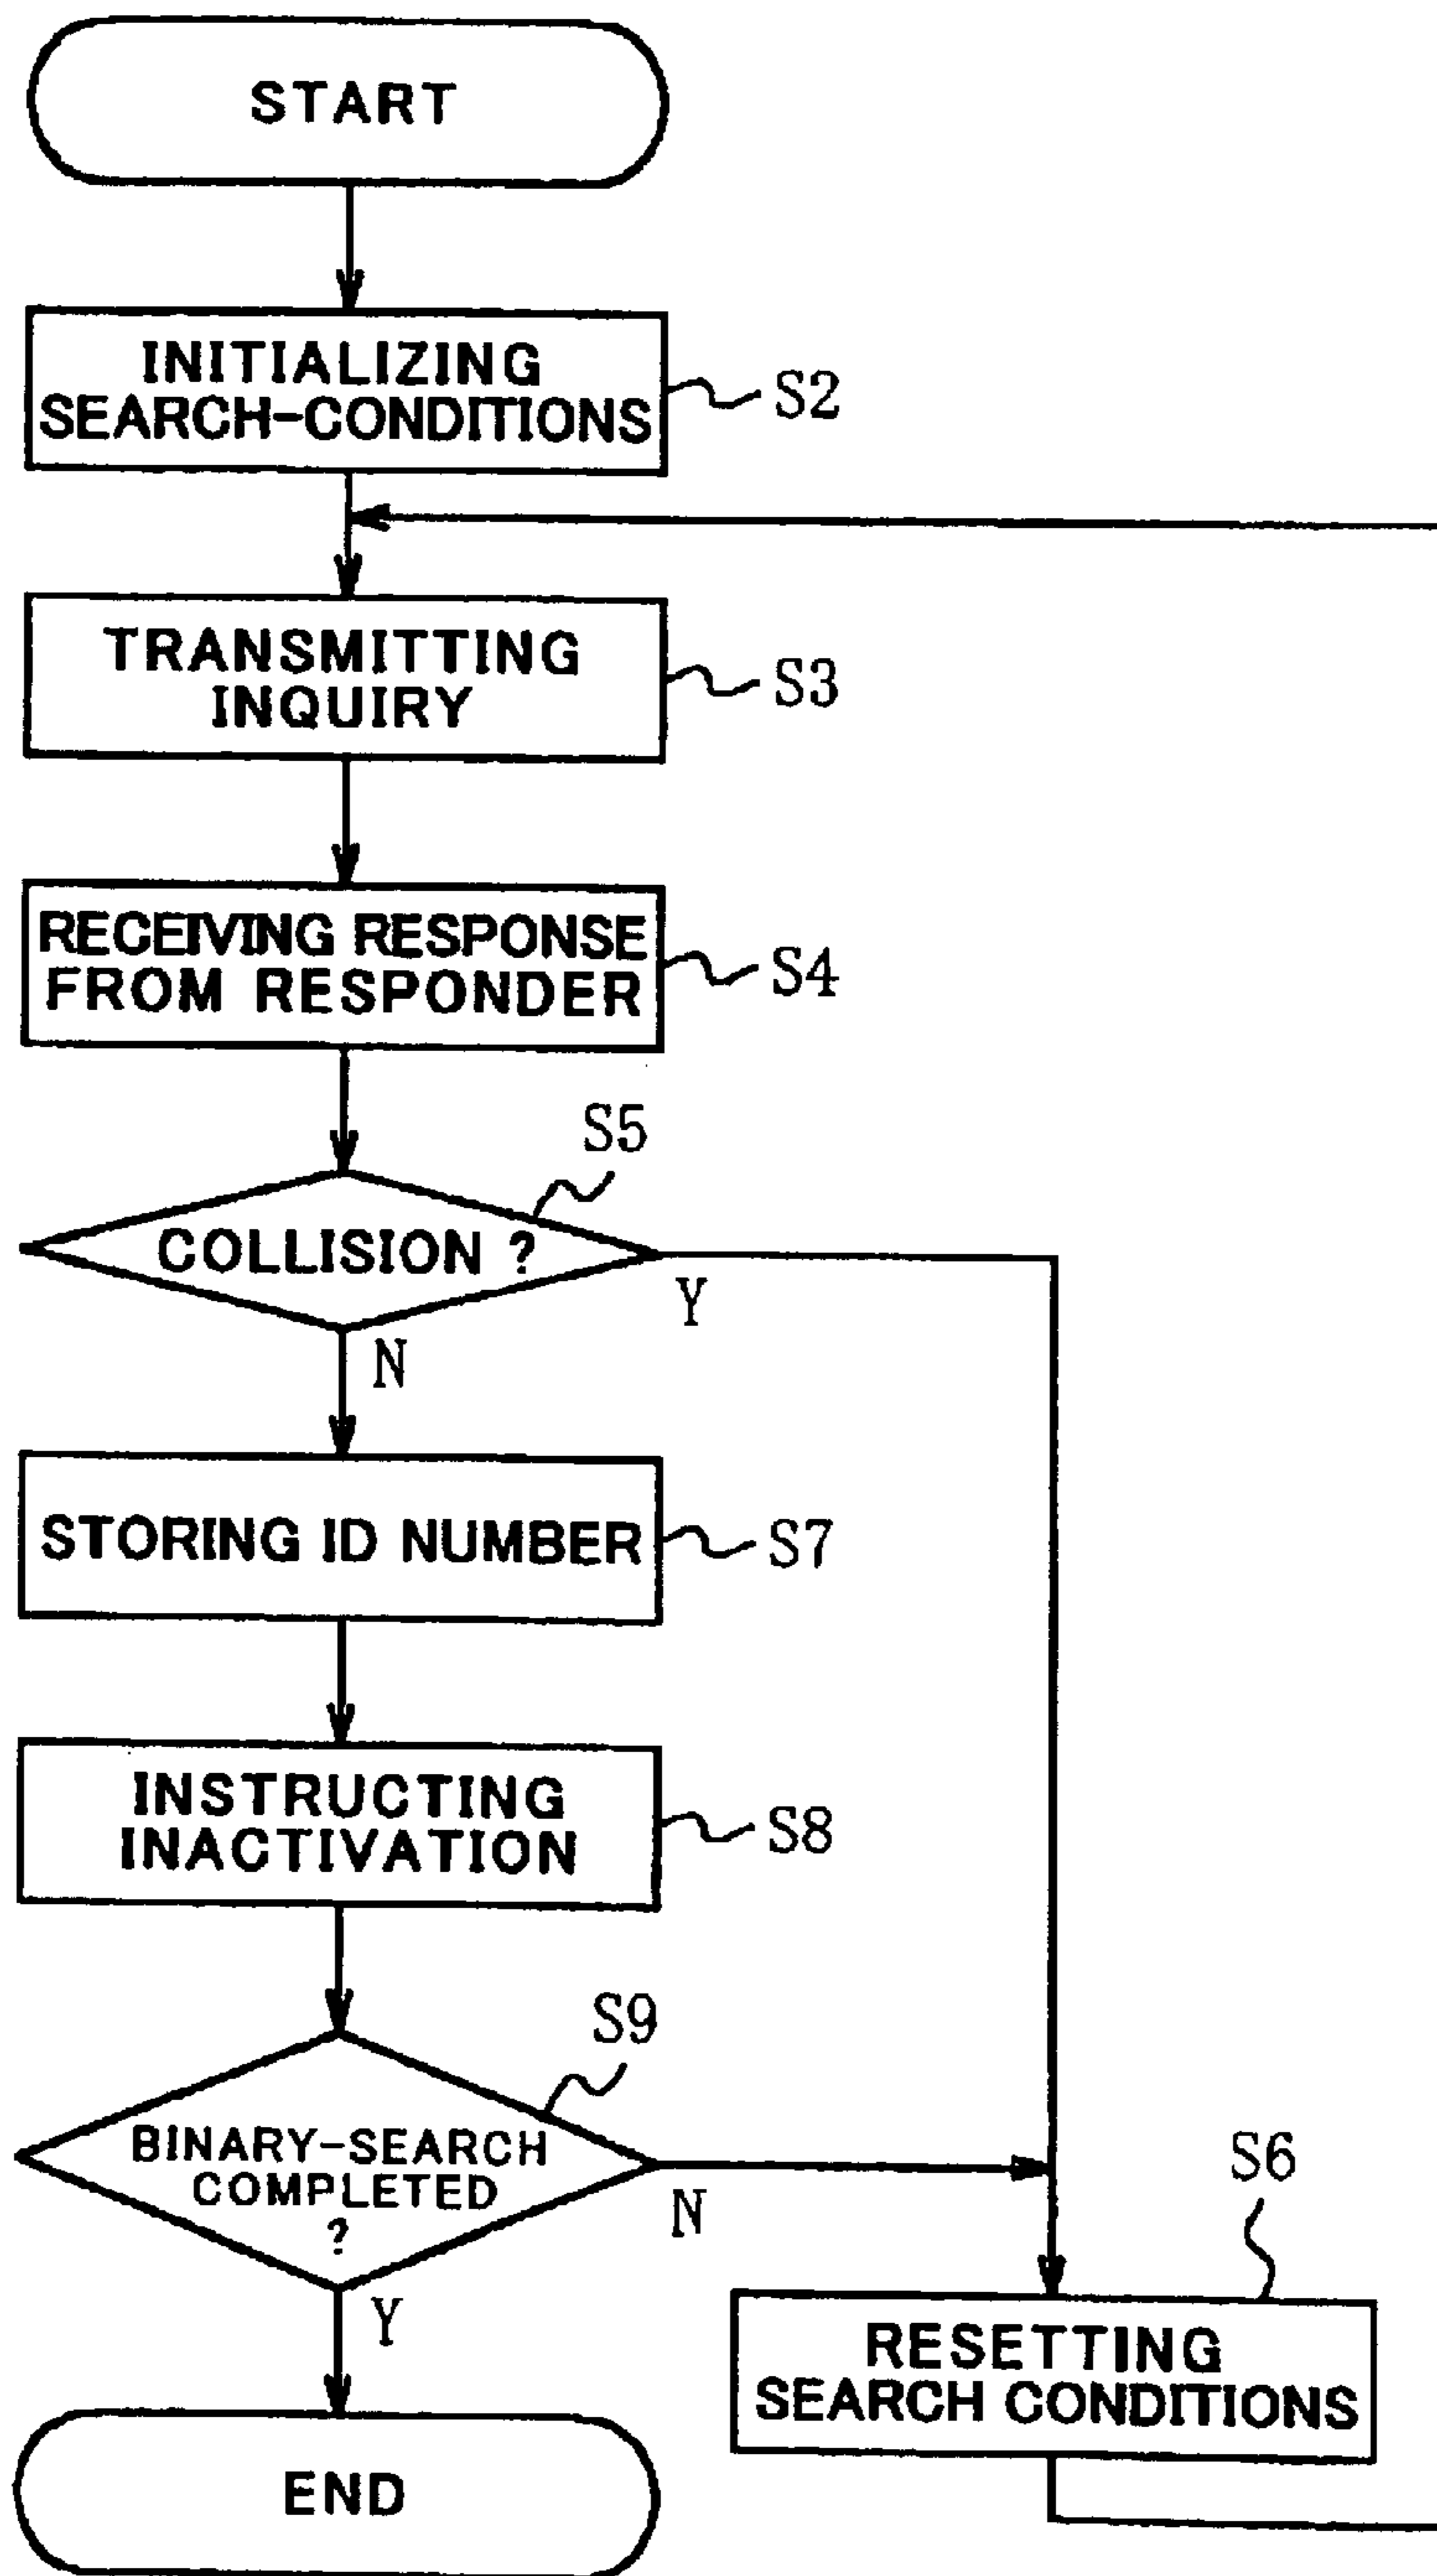 START
INITIALIZING
SEARCH-CONDITIONS
S2
TRANSMITTING
INQUIRY
S3
RECEIVING RESPONSE
FROM RESPONDER
S4
S5
COLLISION ?
Y
N
STORING ID NUMBER
S7
INSTRUCTING
INACTIVATION
S8
S9
BINARY-SEARCH
COMPLETED
?
N
Y
S6
RESETTING
SEARCH CONDITIONS
END